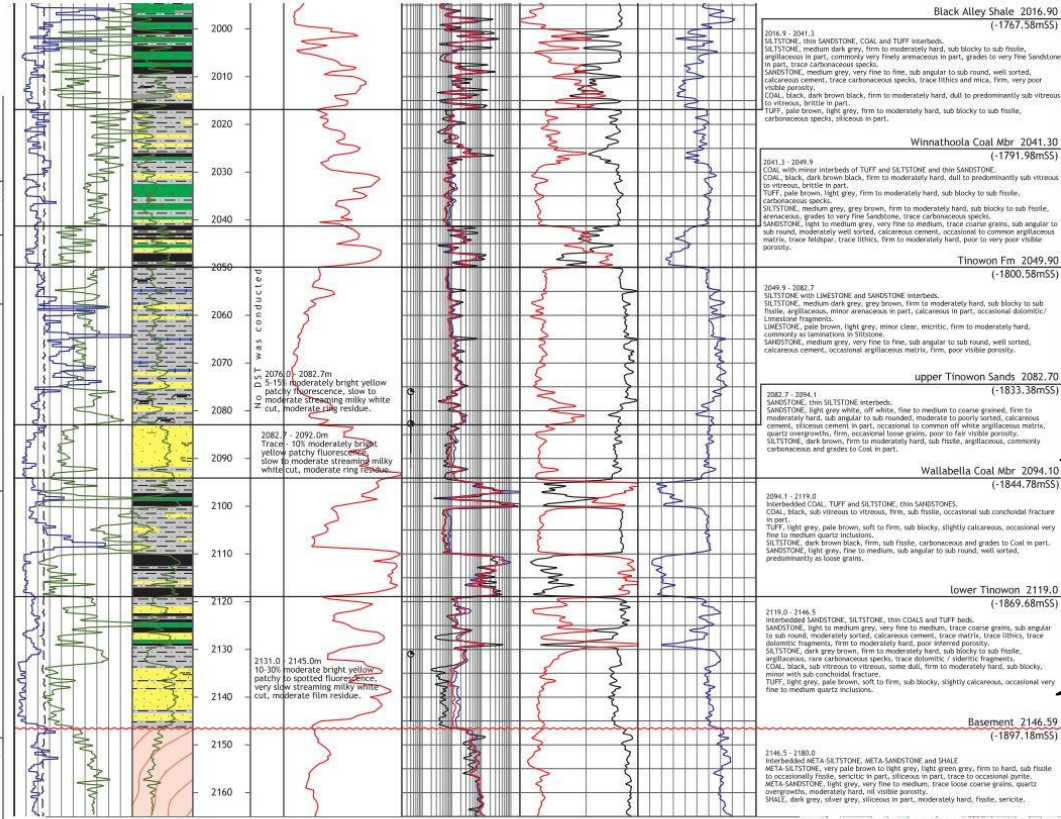 Black Alley Shale 2016.90
(-1767.58mSS)
2016.9 - 2041.3
SILTSTONE, thin SANDSTONE, COAL and TUFF interbeds.
SILTSTONE, medium dark grey, firm to moderately hard, sub blocky to sub fissile,
argillaceous in part, commonly very finely arenaceous in part, grades to very fine Sandstone
in part, trace carbonaceous specks.
SANDSTONE, medium grey, very fine to fine, sub angular to sub round, well sorted,
calcareous cement, trace carbonaceous specks, trace lithics and mica, firm, very poor
visible porosity.
COAL, black, dark brown black, firm to moderately hard, dull to predominantly sub vitreous
to vitreous, brittle in part.
TUFF, pale brown, light grey, firm to moderately hard, sub blocky to sub fissile,
carbonaceous specks, siliceous in part.
Winnathoola Coal Mbr 2041.30
(-1791.98mSS)
2041.3 - 2049.9
COAL with minor interbeds of TUFF and SILTSTONE and thin SANDSTONE.
COAL, black, dark brown black, firm to moderately hard, dull to predominantly sub vitreous
to vitreous, brittle in part.
TUFF, pale brown, light grey, firm to moderately hard, sub blocky to sub fissile,
carbonaceous specks.
SILTSTONE, medium grey, grey brown, firm to moderately hard, sub blocky to sub fissile,
arenaceous, grades to very fine Sandstone, trace carbonaceous specks.
SANDSTONE, light to medium grey, very fine to medium, trace coarse grains, sub angular to
sub round, moderately well sorted, calcareous cement, occasional to common argillaceous
matrix, trace feldspar, trace lithics, firm to moderately hard, poor to very poor visible
porosity.
Tinowon Fm 2049.90
(-1800.58mSS)
2049.9 - 2082.7
SILTSTONE with LIMESTONE and SANDSTONE interbeds.
SILTSTONE, medium dark grey, grey brown, firm to moderately hard, sub blocky to sub
fissile, argillaceous, minor arenaceous in part, calcareous in part, occasional dolomitic/
Limestone fragments.
LIMESTONE, pale brown, light grey, minor clear, micritic, firm to moderately hard,
commonly as laminations in Siltstone.
SANDSTONE, medium grey, very fine to fine, sub angular to sub round, well sorted,
calcareous cement, occasional argillaceous matrix, firm, poor visible porosity.
upper Tinowon Sands 2082.70
(-1833.38mSS)
2082.7 - 2094.1
SANDSTONE, thin SILTSTONE interbeds.
SANDSTONE, light grey white, off white, fine to medium to coarse grained, firm to
moderately hard, sub angular to sub rounded, moderate to poorly sorted, calcareous
cement, siliceous cement in part, occasional to common off white argillaceous matrix,
quartz overgrowths, firm, occasional loose grains, poor to fair visible porosity.
SILTSTONE, dark brown, firm to moderately hard, sub fissile, argillaceous, commonly
carbonaceous and grades to Coal in part.
Wallabella Coal Mbr 2094.10
(-1844.78mSS)
2094.1 - 2119.0
Interbedded COAL, TUFF and SILTSTONE, thin SANDSTONES.
COAL, black, sub vitreous to vitreous, firm, sub fissile, occasional sub conchoidal fracture
in part.
TUFF, light grey, pale brown, soft to firm, sub blocky, slightly calcareous, occasional very
fine to medium quartz inclusions.
SILTSTONE, dark brown black, firm, sub fissile, carbonaceous and grades to Coal in part.
SANDSTONE, light grey, fine to medium, sub angular to sub round, well sorted,
predominantly as loose grains.
lower Tinowon 2119.0
(-1869.68mSS)
2119.0 - 2146.5
Interbedded SANDSTONE, SILTSTONE, thin COALS and TUFF beds.
SANDSTONE, light to medium grey, very fine to medium, trace coarse grains, sub angular
to sub round, moderately sorted, calcareous cement, trace matrix, trace lithics, trace
dolomitic fragments, firm to moderately hard, poor inferred porosity.
SILTSTONE, dark grey brown, firm to moderately hard, sub blocky to sub fissile,
argillaceous, rare carbonaceous specks, trace dolomitic / sideritic fragments.
COAL, black, sub vitreous to vitreous, some dull, firm to moderately hard, sub blocky,
minor with sub conchoidal fracture.
TUFF, light grey, pale brown, soft to firm, sub blocky, slightly calcareous, occasional very
fine to medium quartz inclusions.
Basement 2146.59
(-1897.18mSS)
2146.5 - 2180.0
Interbedded META-SILTSTONE, META-SANDSTONE and SHALE
META-SILTSTONE, very pale brown to light grey, light green grey, firm to hard, sub fissile
to occasionally fissile, sericitic in part, siliceous in part, trace to occasional pyrite.
META-SANDSTONE, light grey, very fine to medium, trace loose coarse grains, quartz
overgrowths, moderately hard, nil visible porosity.
SHALE, dark grey, silver grey, siliceous in part, moderately hard, fissile, sericite.
2000
2010
2020
2030
2040
2050
2060
2070
2080
2090
2100
2110
2120
2130
2140
2150
2160
No DST was conducted
2076.0 - 2082.7m
5-15% moderately bright yellow
patchy fluorescence, slow to
moderate streaming milky white
cut, moderate ring residue.
2082.7 - 2092.0m
Trace - 10% moderately bright
yellow patchy fluorescence,
slow to moderate streaming milky
white cut, moderate ring residue.
2131.0 - 2145.0m
10-30% moderate bright yellow
patchy to spotted fluorescence,
very slow streaming milky white
cut, moderate film residue.